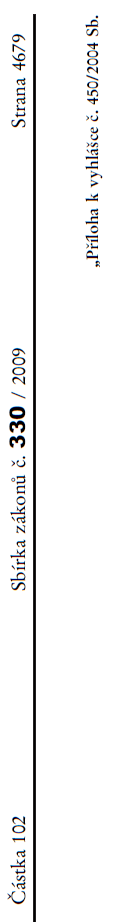 Částka 102 Sbírka zákonů č. 330 / 2009 Strana 4679
„Příloha k vyhlášce č. 450/2004 Sb.